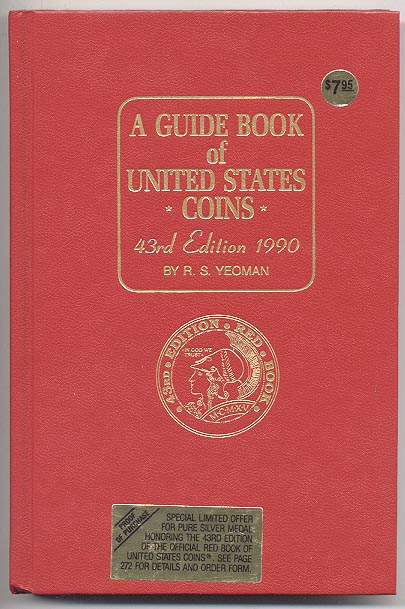 $7.95
A GUIDE BOOK
of
UNITED STATES
* COINS *
43rd Edition 1990
BY R. S. YEOMAN
• 43RD • EDITION • RED • BOOK •
IN GOD WE
TRUST
M·C·M·X·V
PROOF
OF PURCHASE
SPECIAL LIMITED OFFER
FOR PURE SILVER MEDAL
HONORING THE 43RD EDITION
OF THE OFFICIAL RED BOOK OF
UNITED STATES COINS®. SEE PAGE
272 FOR DETAILS AND ORDER FORM.